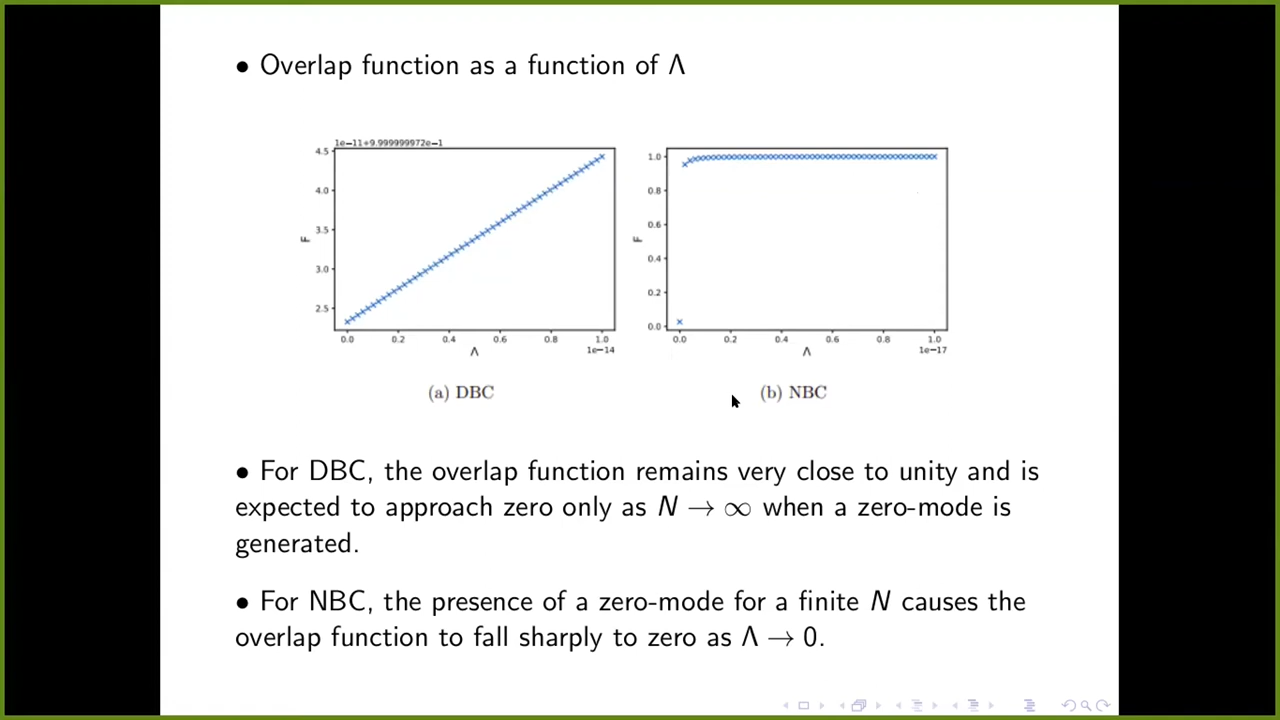 • Overlap function as a function of Λ
1e−11+9.999999972e−1
4.5
4.0
3.5
3.0
2.5
F
0.0 0.2 0.4 0.6 0.8 1.0
Λ
1e−14
(a) DBC
1.0
0.8
0.6
0.4
0.2
0.0
F
0.0 0.2 0.4 0.6 0.8 1.0
Λ
1e−17
(b) NBC
• For DBC, the overlap function remains very close to unity and is
expected to approach zero only as N → ∞ when a zero-mode is
generated.
• For NBC, the presence of a zero-mode for a finite N causes the
overlap function to fall sharply to zero as Λ → 0.